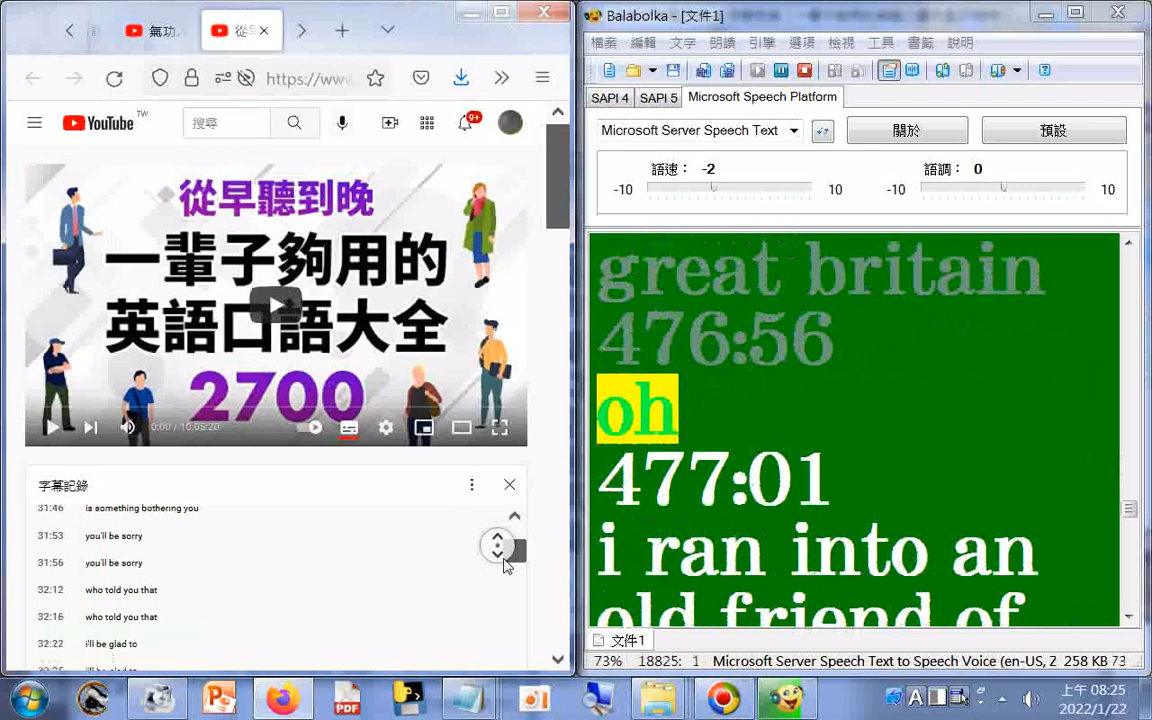 氣功
從
https://www
YouTube TW
搜尋
9+
從早聽到晚
一輩子夠用的
英語口語大全
2700
0:00 / 10:05:20
字幕記錄
31:46 is something bothering you
31:53 you'll be sorry
31:56 you'll be sorry
32:12 who told you that
32:16 who told you that
32:22 i'll be glad to
Balabolka - [文件1]
檔案 編輯 文字 朗讀 引擎 選項 檢視 工具 書籤 說明
SAPI 4 SAPI 5 Microsoft Speech Platform
Microsoft Server Speech Text 關於 預設
語速： -2 語調： 0
-10 10 -10 10
great britain
476:56
oh
477:01
i ran into an
old friend of
文件1
73% 18825: 1 Microsoft Server Speech Text to Speech Voice (en-US, Z 258 KB 73
PDF
A
上午 08:25
2022/1/22